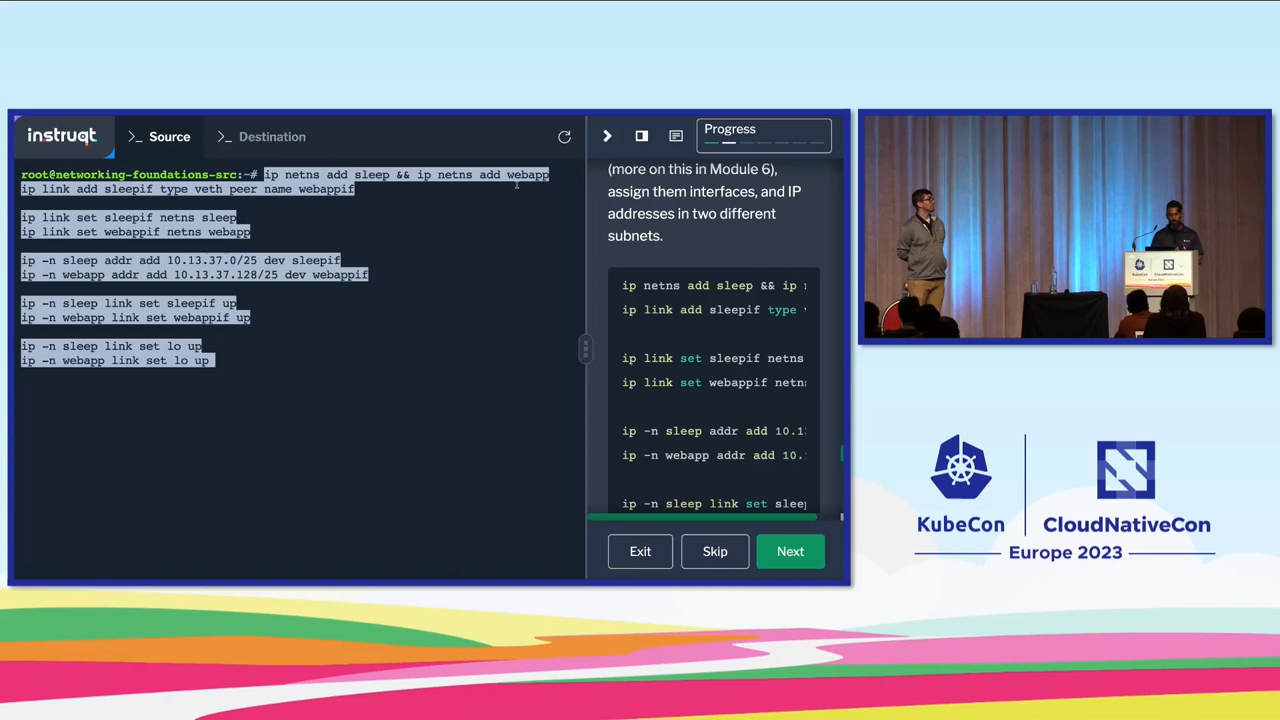 instruqt
>_ Source
>_ Destination
root@networking-foundations-src:~# ip netns add sleep && ip netns add webapp
ip link add sleepif type veth peer name webappif
ip link set sleepif netns sleep
ip link set webappif netns webapp
ip -n sleep addr add 10.13.37.0/25 dev sleepif
ip -n webapp addr add 10.13.37.128/25 dev webappif
ip -n sleep link set sleepif up
ip -n webapp link set webappif up
ip -n sleep link set lo up
ip -n webapp link set lo up
Progress
(more on this in Module 6),
assign them interfaces, and IP
addresses in two different
subnets.
ip netns add sleep && ip
ip link add sleepif type
ip link set sleepif netns
ip link set webappif netn
ip -n sleep addr add 10.1
ip -n webapp addr add 10.
ip -n sleep link set slee
Exit
Skip
Next
KubeCon
CloudNativeCon
Europe 2023